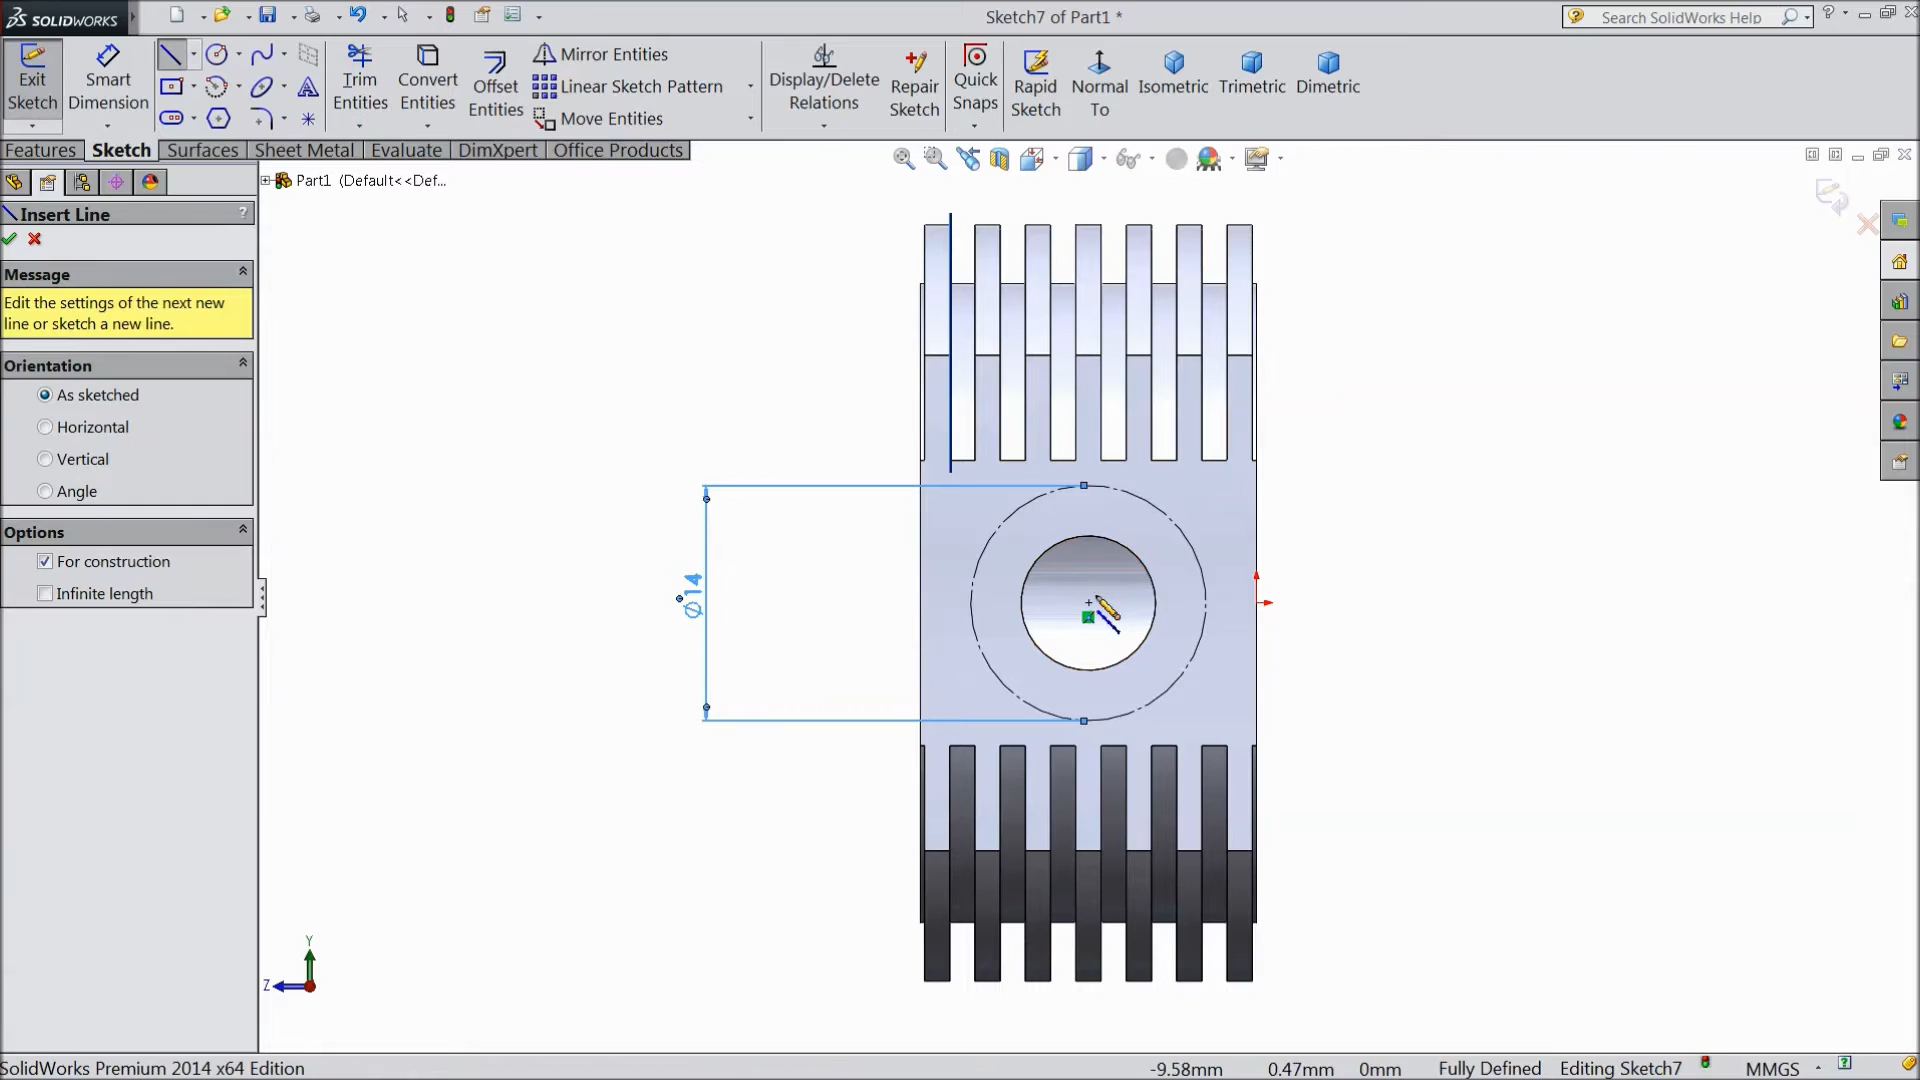 SOLIDWORKS
Sketch7 of Part1 *
Search SolidWorks Help
Exit Sketch
Smart Dimension
Trim Entities
Convert Entities
Offset Entities
Mirror Entities
Linear Sketch Pattern
Move Entities
Display/Delete Relations
Repair Sketch
Quick Snaps
Rapid Sketch
Normal To
Isometric
Trimetric
Dimetric
Features
Sketch
Surfaces
Sheet Metal
Evaluate
DimXpert
Office Products
Part1 (Default<<Def...
Insert Line
?
Message
Edit the settings of the next new
line or sketch a new line.
Orientation
As sketched
Horizontal
Vertical
Angle
Options
For construction
Infinite length
∅14
Y
Z
SolidWorks Premium 2014 x64 Edition
-9.58mm
0.47mm
0mm
Fully Defined
Editing Sketch7
MMGS